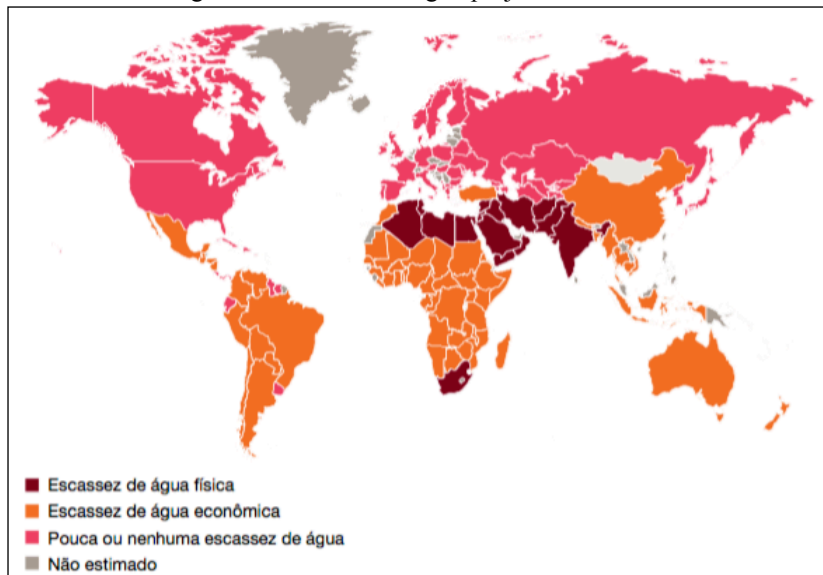 Escassez de água física
Escassez de água econômica
Pouca ou nenhuma escassez de água
Não estimado